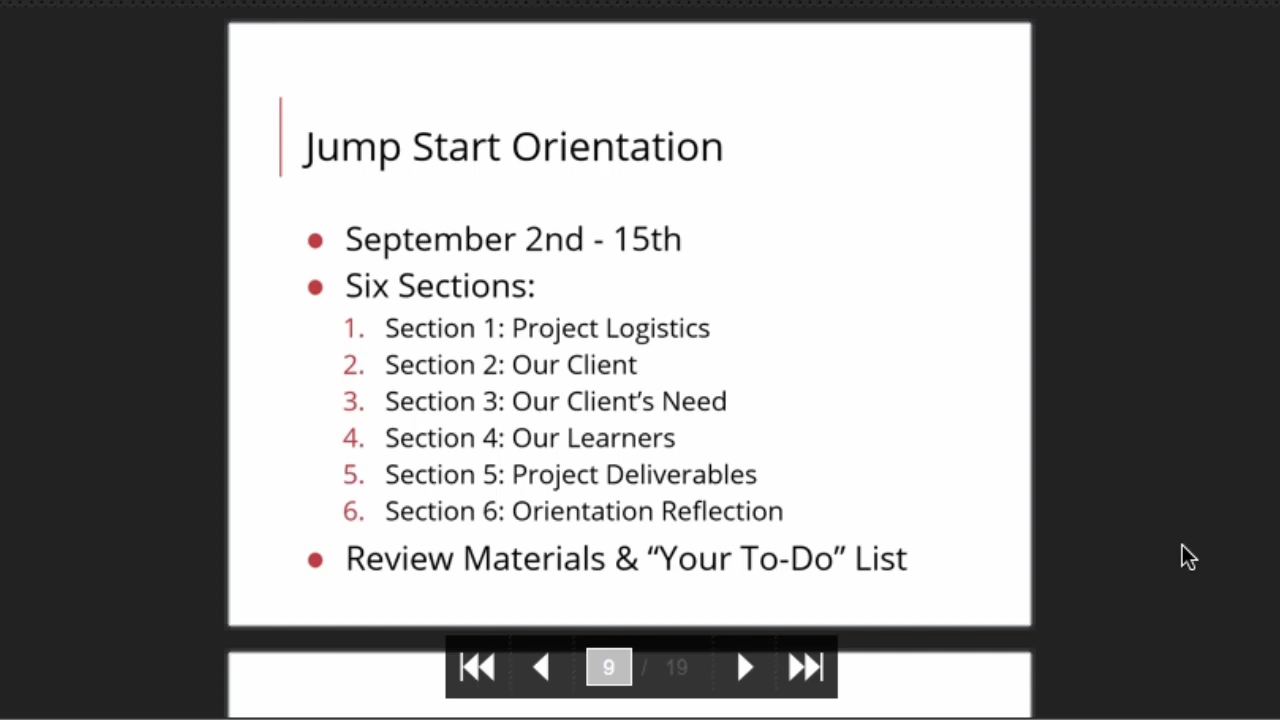 Jump Start Orientation
● September 2nd - 15th
● Six Sections:
1. Section 1: Project Logistics
2. Section 2: Our Client
3. Section 3: Our Client’s Need
4. Section 4: Our Learners
5. Section 5: Project Deliverables
6. Section 6: Orientation Reflection
● Review Materials & “Your To-Do” List
9 / 19